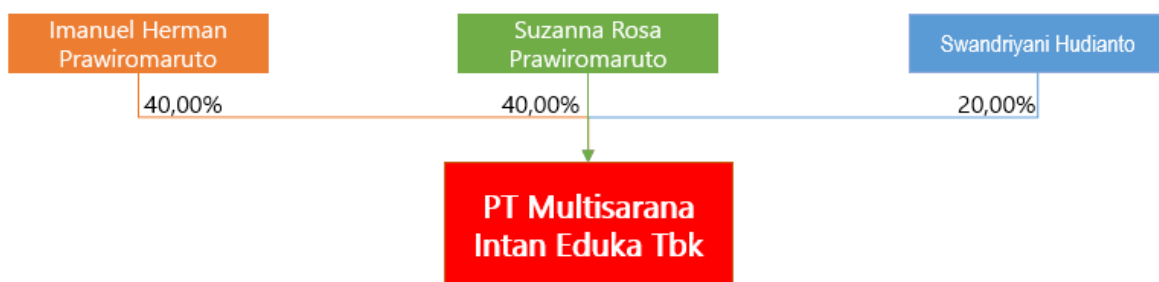 Imanuel Herman
Prawiromaruto
Suzanna Rosa
Prawiromaruto
Swandriyani Hudianto
40,00%
40,00%
20,00%
PT Multisarana
Intan Eduka Tbk